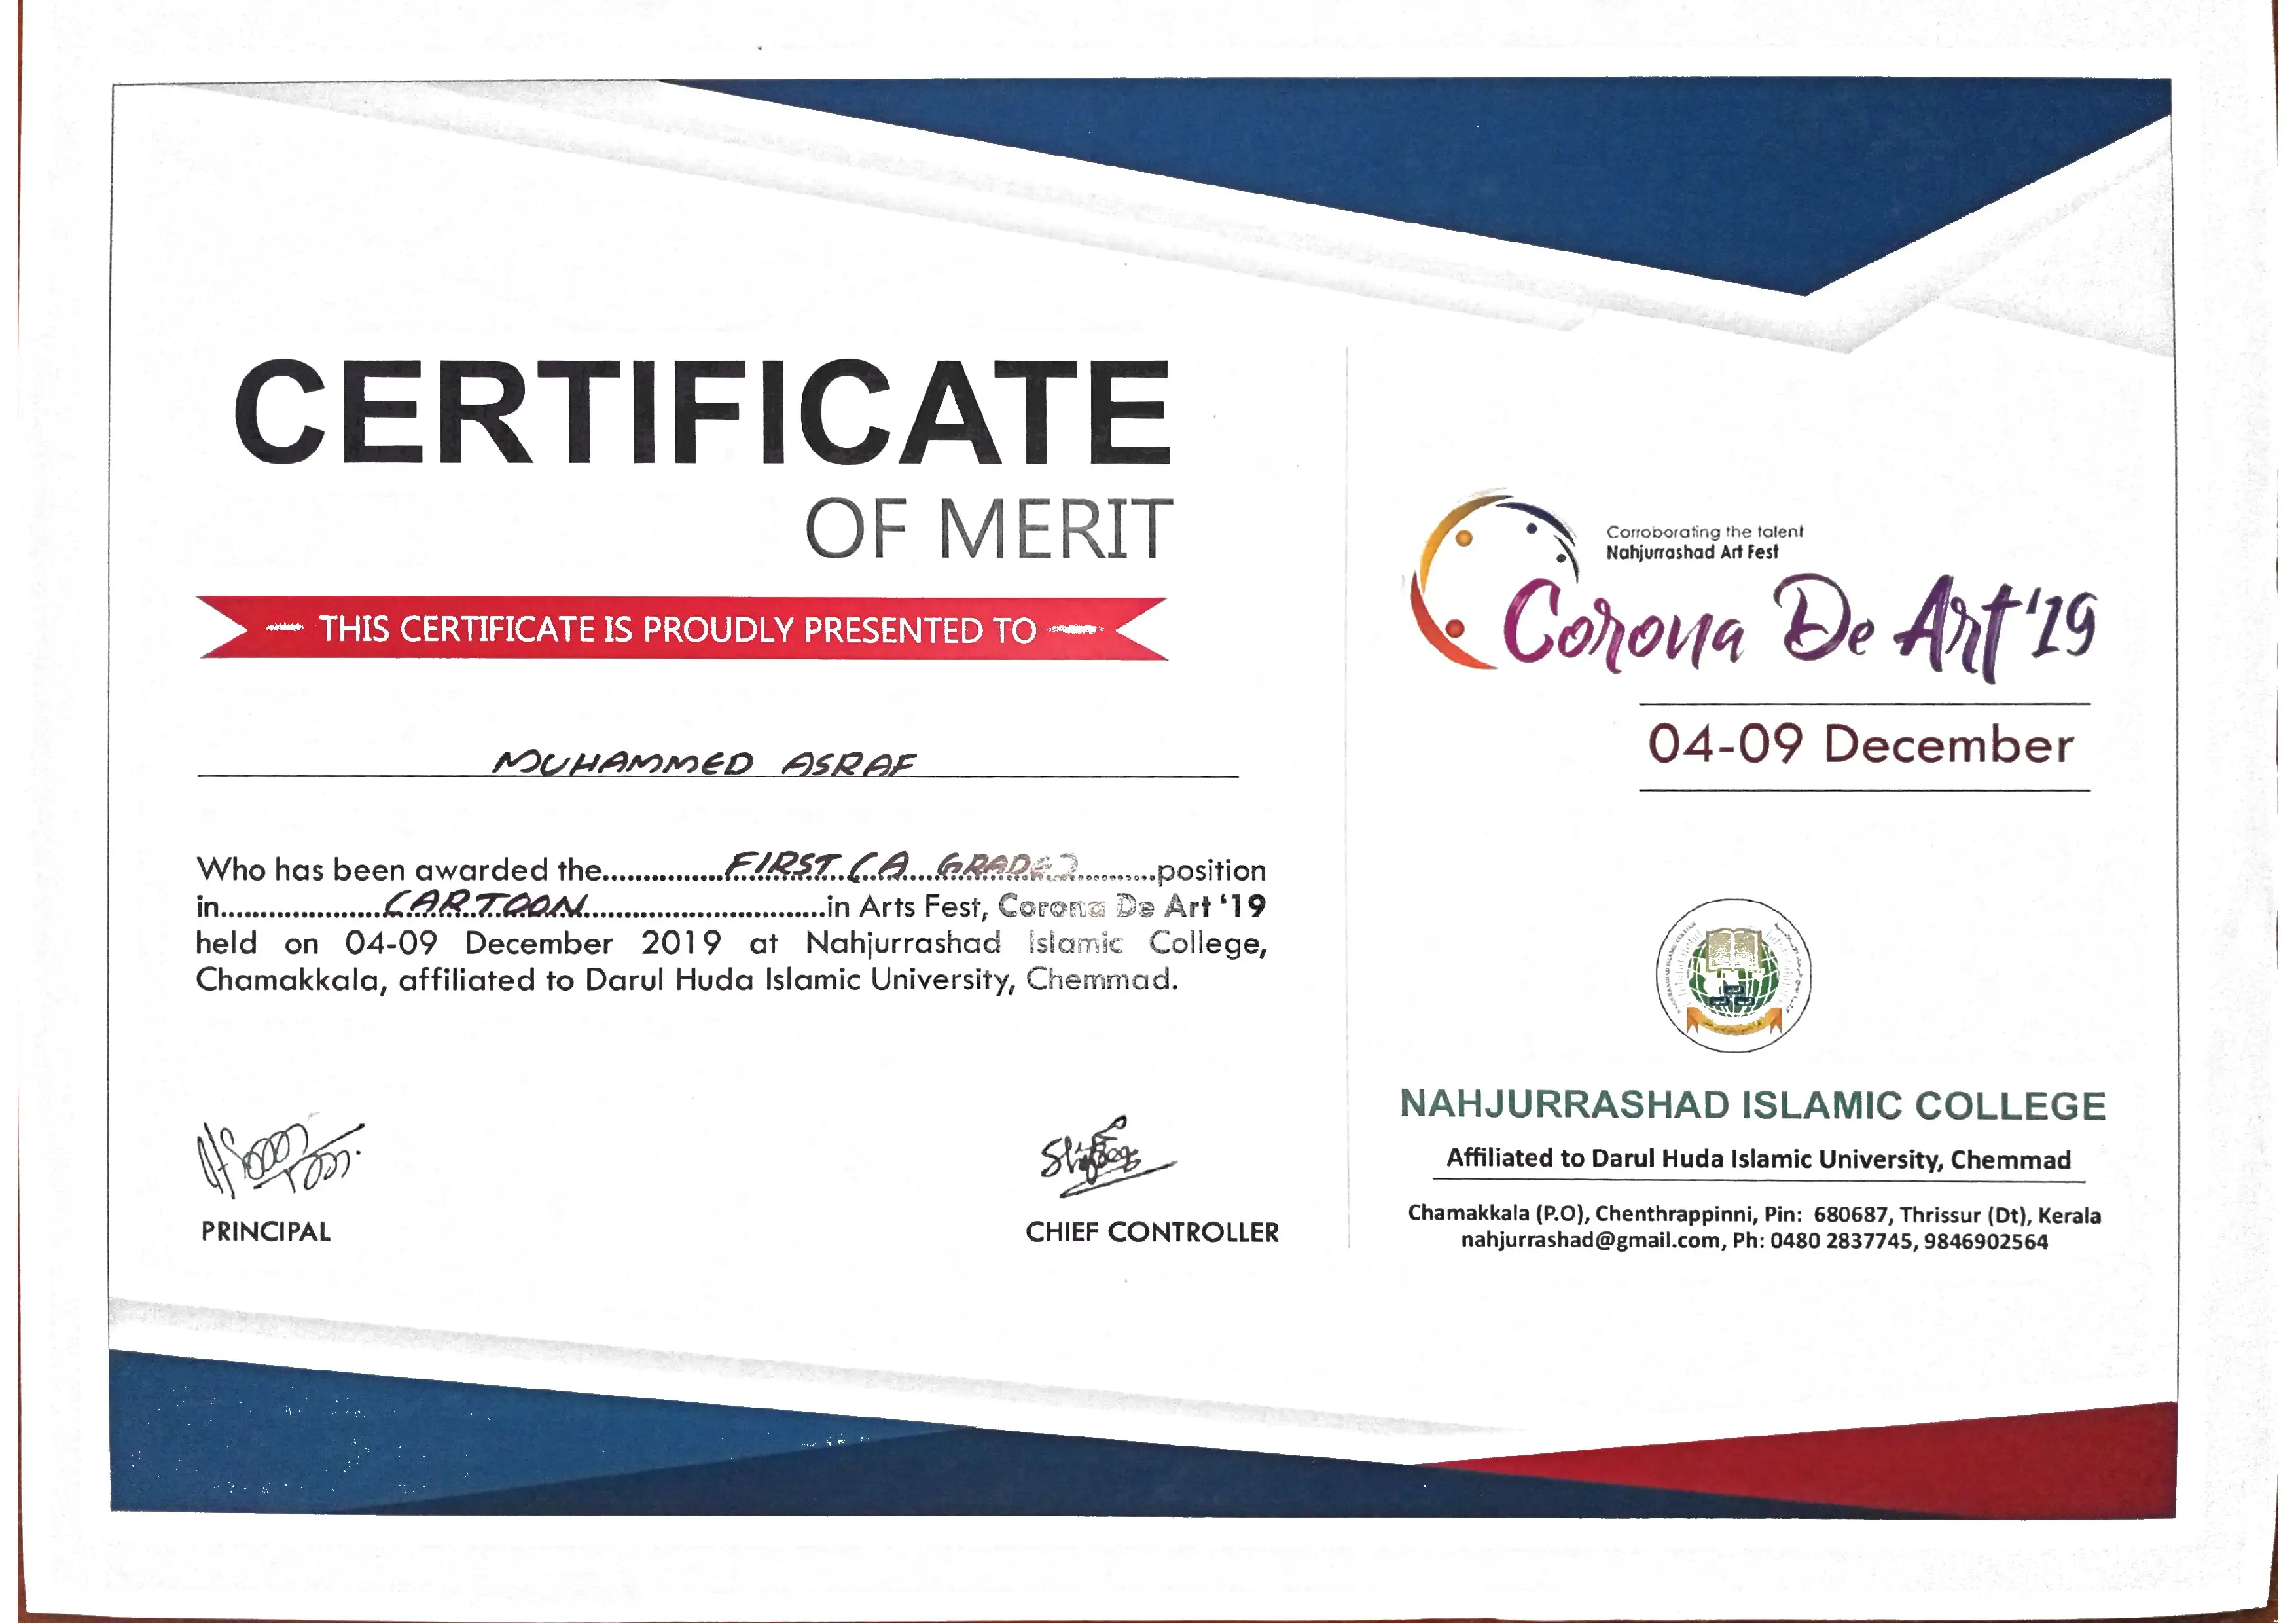 CERTIFICATE
OF MERIT
THIS CERTIFICATE IS PROUDLY PRESENTED TO
MUHAMMED ASRAF
Who has been awarded the................FIRST (A GRADE)............position
in.....................CARTOON...............................in Arts Fest, Corona De Art ‘19
held on 04-09 December 2019 at Nahjurrashad Islamic College,
Chamakkala, affiliated to Darul Huda Islamic University, Chemmad.
PRINCIPAL
CHIEF CONTROLLER
Corroborating the talent
Nahjurrashad Art Fest
Corona De Art '19
04-09 December
NAHJURRASHAD ISLAMIC COLLEGE
Affiliated to Darul Huda Islamic University, Chemmad
Chamakkala (P.O), Chenthrappinni, Pin: 680687, Thrissur (Dt), Kerala
nahjurrashad@gmail.com, Ph: 0480 2837745, 9846902564